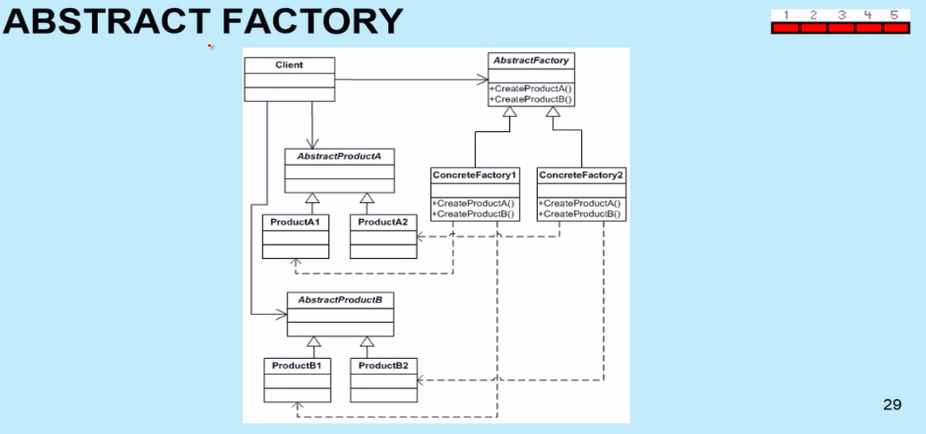 ABSTRACT FACTORY
1 2 3 4 5
Client
AbstractFactory
+CreateProductA()
+CreateProductB()
AbstractProductA
ConcreteFactory1
+CreateProductA()
+CreateProductB()
ConcreteFactory2
+CreateProductA()
+CreateProductB()
ProductA1
ProductA2
AbstractProductB
ProductB1
ProductB2
29